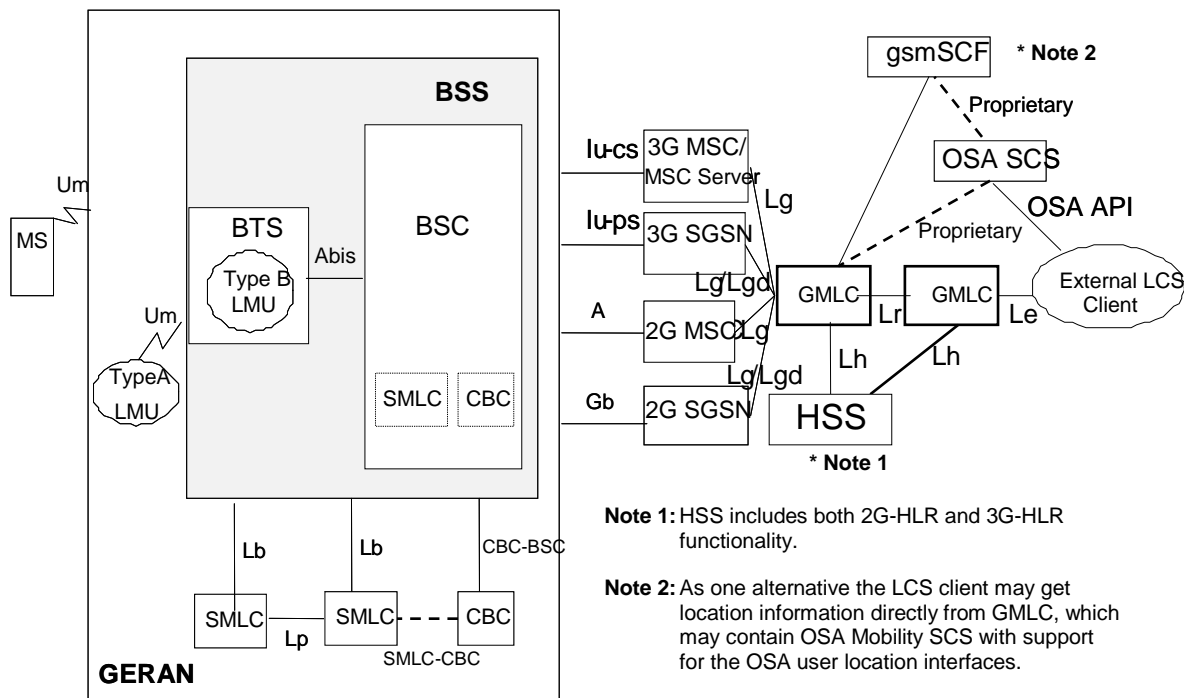 gsmSCF
* Note 2
BSS
Proprietary
Iu-cs
3G MSC/
MSC Server
OSA SCS
Um
Lg
OSA API
MS
BTS
BSC
Iu-ps
3G SGSN
Proprietary
Abis
Type B
LMU
Lg/Lgd
GMLC
GMLC
External LCS
Client
Um
A
2G MSC
Lg
Lr
Le
TypeA
LMU
SMLC
CBC
Lg/Lgd
Lh
Lh
Gb
2G SGSN
HSS
* Note 1
Note 1: HSS includes both 2G-HLR and 3G-HLR
functionality.
Lb
Lb
CBC-BSC
Note 2: As one alternative the LCS client may get
location information directly from GMLC, which
may contain OSA Mobility SCS with support
for the OSA user location interfaces.
SMLC
SMLC
CBC
Lp
SMLC-CBC
GERAN